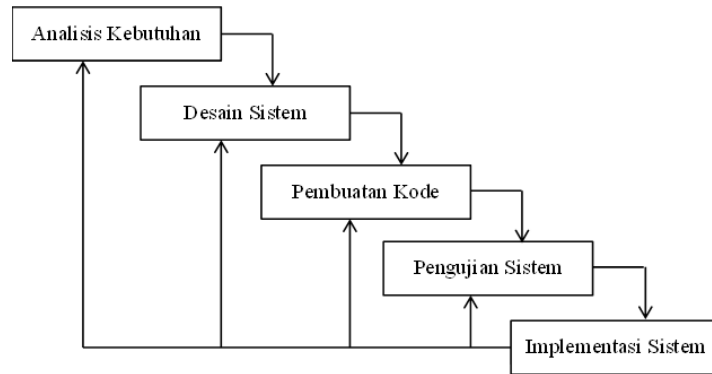 Analisis Kebutuhan
Desain Sistem
Pembuatan Kode
Pengujian Sistem
Implementasi Sistem